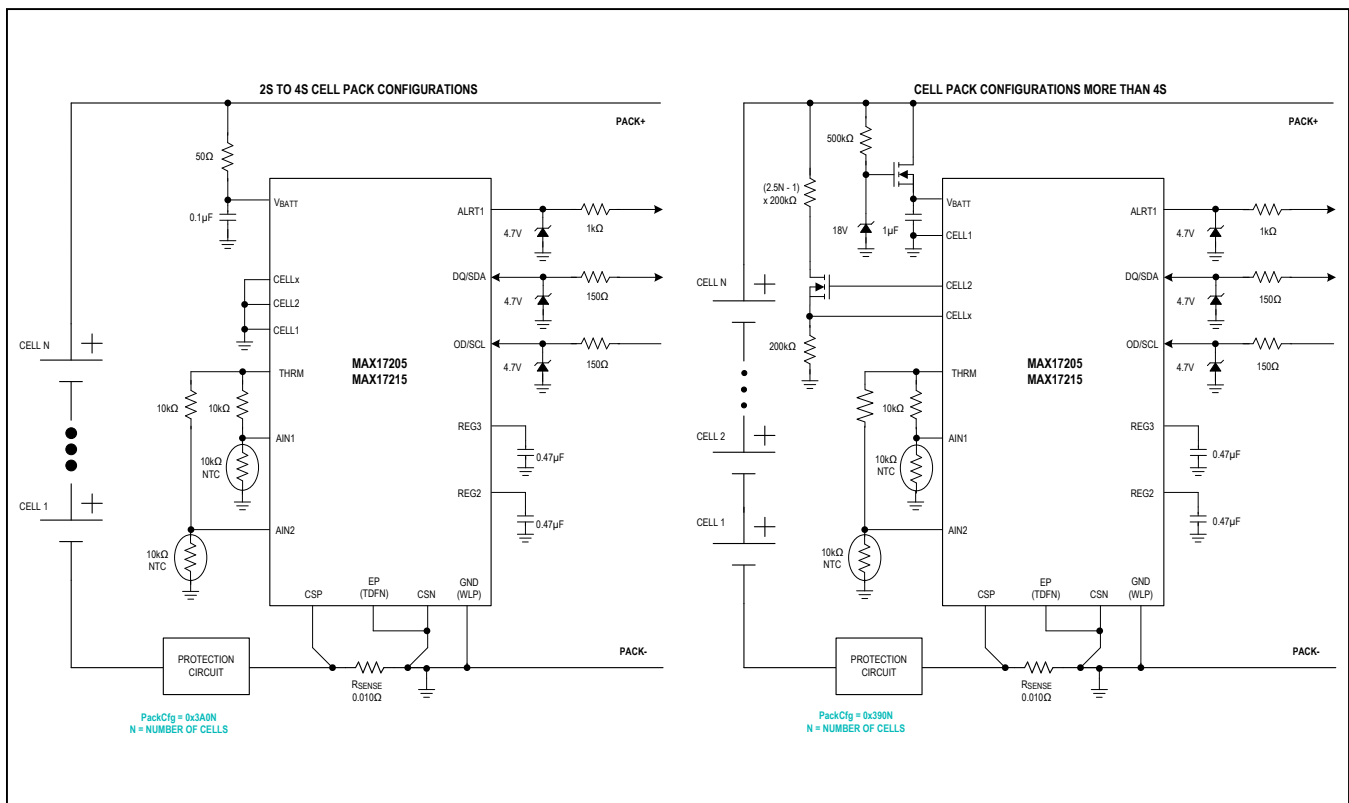 2S TO 4S CELL PACK CONFIGURATIONS
PACK+
50Ω
0.1µF
VBATT
CELLx
CELL2
CELL1
THRM
10kΩ
10kΩ
AIN1
10kΩ
NTC
AIN2
10kΩ
NTC
CELL N
CELL 1
MAX17205
MAX17215
ALRT1
4.7V
1kΩ
DQ/SDA
4.7V
150Ω
OD/SCL
4.7V
150Ω
REG3
0.47µF
REG2
0.47µF
CSP
EP
(TDFN)
CSN
GND
(WLP)
PROTECTION
CIRCUIT
RSENSE
0.010Ω
PACK-
PackCfg = 0x3A0N
N = NUMBER OF CELLS
CELL PACK CONFIGURATIONS MORE THAN 4S
PACK+
500kΩ
(2.5N - 1)
x 200kΩ
18V
1µF
VBATT
CELL1
CELL2
CELLx
200kΩ
THRM
10kΩ
AIN1
10kΩ
NTC
AIN2
10kΩ
NTC
CELL N
CELL 2
CELL 1
MAX17205
MAX17215
ALRT1
4.7V
1kΩ
DQ/SDA
4.7V
150Ω
OD/SCL
4.7V
150Ω
REG3
0.47µF
REG2
0.47µF
CSP
EP
(TDFN)
CSN
GND
(WLP)
PROTECTION
CIRCUIT
RSENSE
0.010Ω
PACK-
PackCfg = 0x390N
N = NUMBER OF CELLS